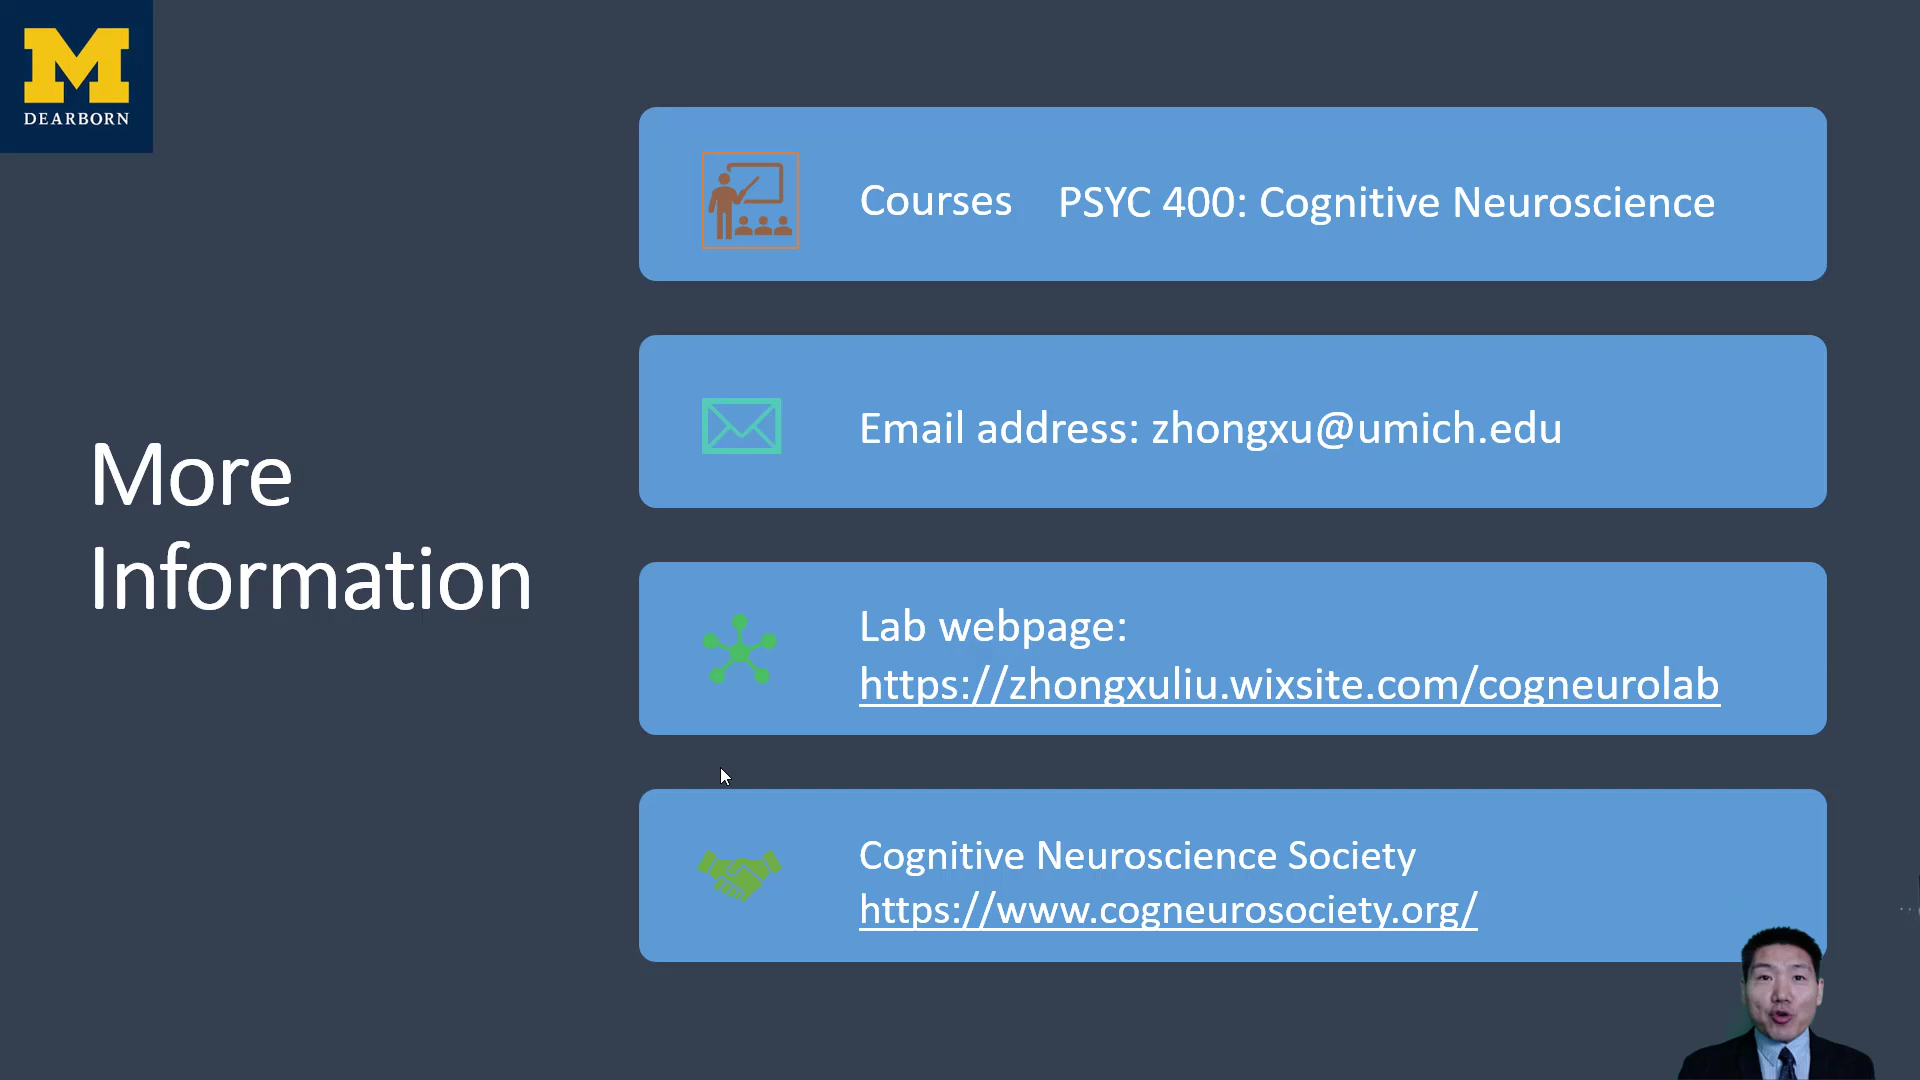 M
DEARBORN
More
Information
Courses PSYC 400: Cognitive Neuroscience
Email address: zhongxu@umich.edu
Lab webpage:
https://zhongxuliu.wixsite.com/cogneurolab
Cognitive Neuroscience Society
https://www.cogneurosociety.org/